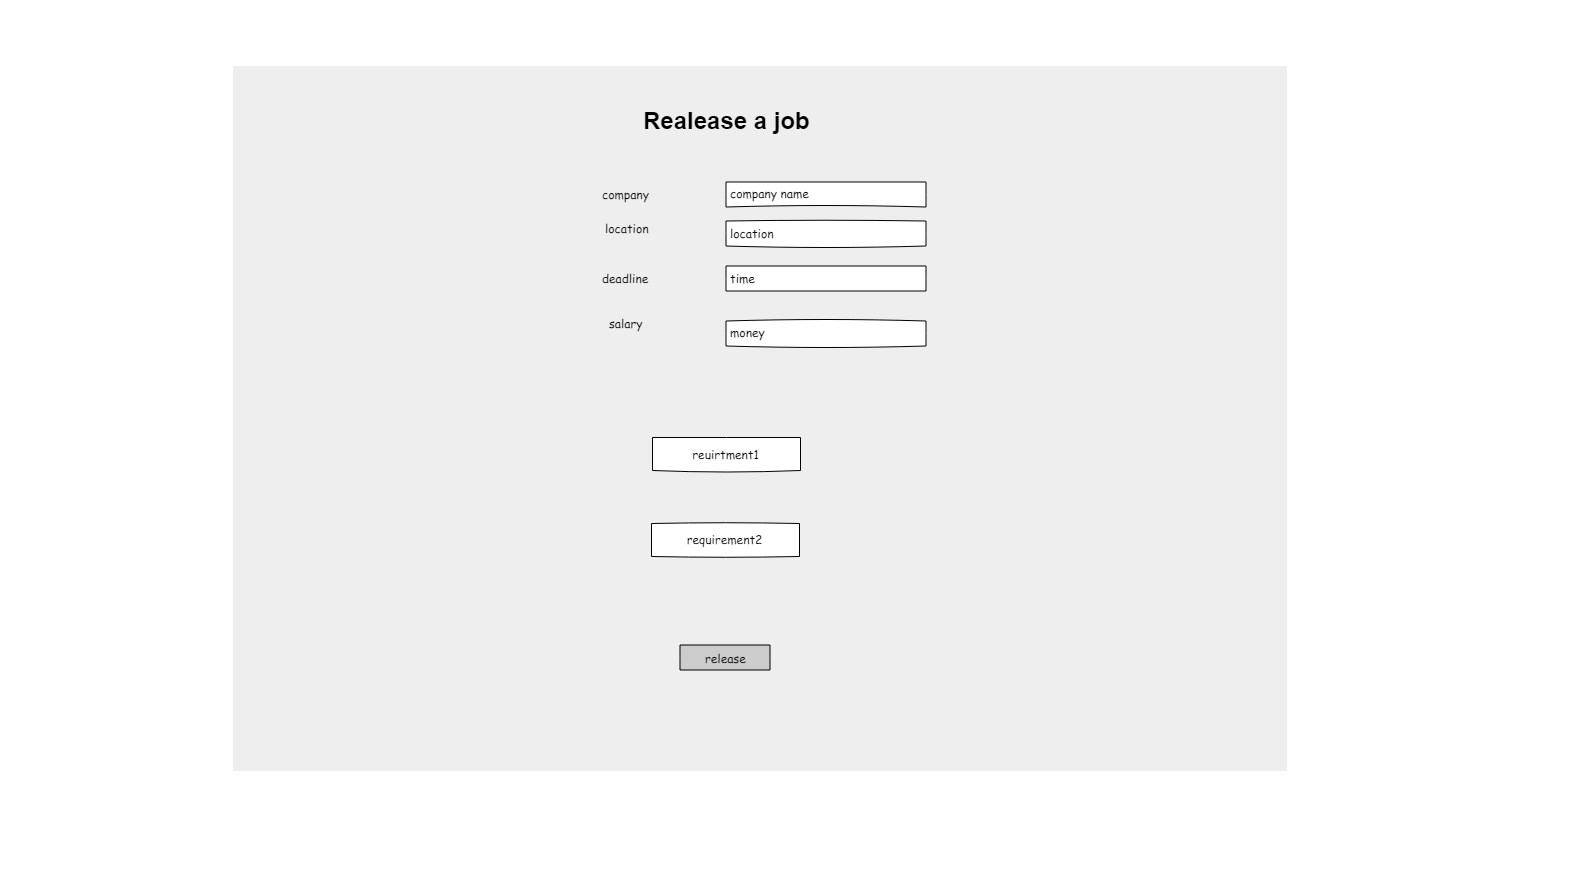 Realease a job
company
company name
location
location
deadline
time
salary
money
reuirtment1
requirement2
release